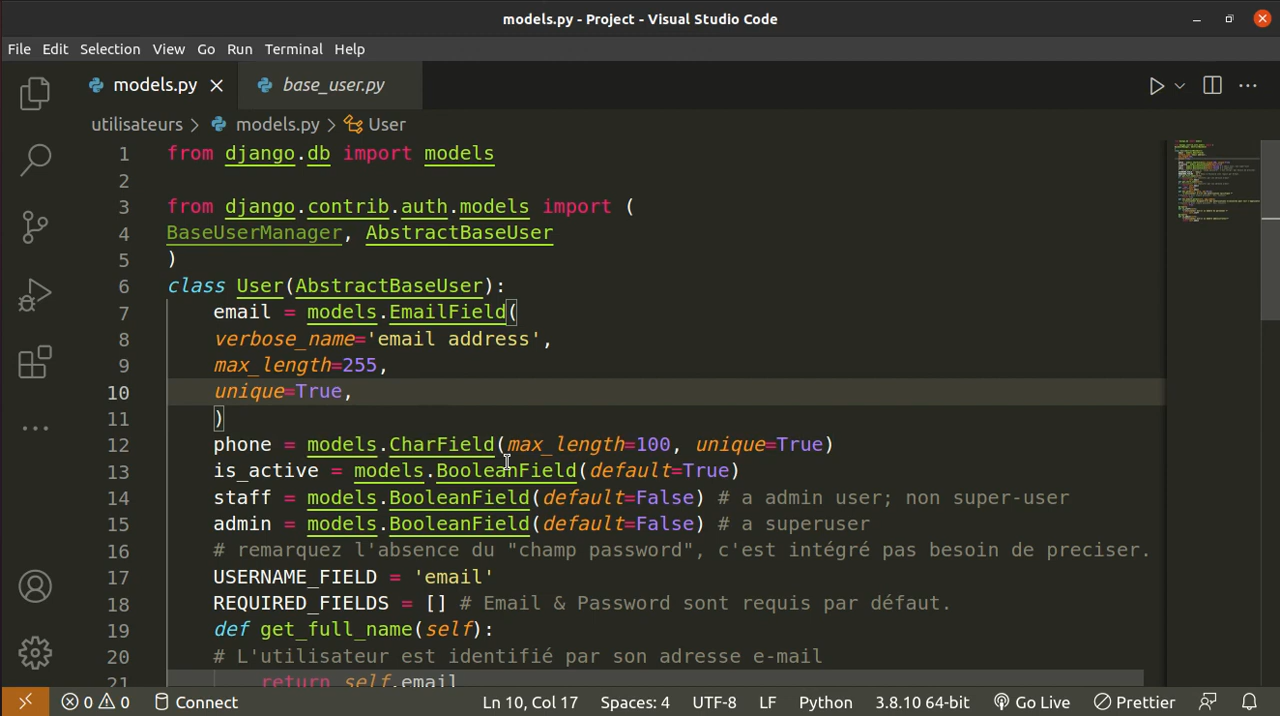 models.py - Project - Visual Studio Code
File Edit Selection View Go Run Terminal Help
models.py base_user.py
utilisateurs > models.py > User
1 from django.db import models
2
3 from django.contrib.auth.models import (
4 BaseUserManager, AbstractBaseUser
5 )
6 class User(AbstractBaseUser):
7 email = models.EmailField(
8 verbose_name='email address',
9 max_length=255,
10 unique=True,
11 )
12 phone = models.CharField(max_length=100, unique=True)
13 is_active = models.BooleanField(default=True)
14 staff = models.BooleanField(default=False) # a admin user; non super-user
15 admin = models.BooleanField(default=False) # a superuser
16 # remarquez l'absence du "champ password", c'est intégré pas besoin de preciser.
17 USERNAME_FIELD = 'email'
18 REQUIRED_FIELDS = [] # Email & Password sont requis par défaut.
19 def get_full_name(self):
20 # L'utilisateur est identifié par son adresse e-mail
21 return self.email
0 0 Connect Ln 10, Col 17 Spaces: 4 UTF-8 LF Python 3.8.10 64-bit Go Live Prettier